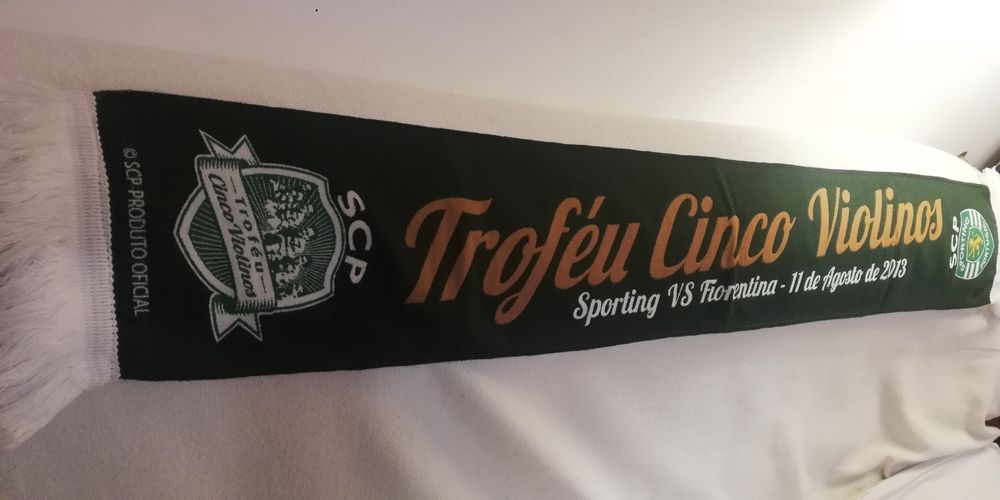 © SCP-PRODUTO OFICIAL
Troféu
Cinco Violinos
SCP
Troféu Cinco Violinos
Sporting VS Fiorentina - 11 de Agosto de 2013
SCP
SPORTING